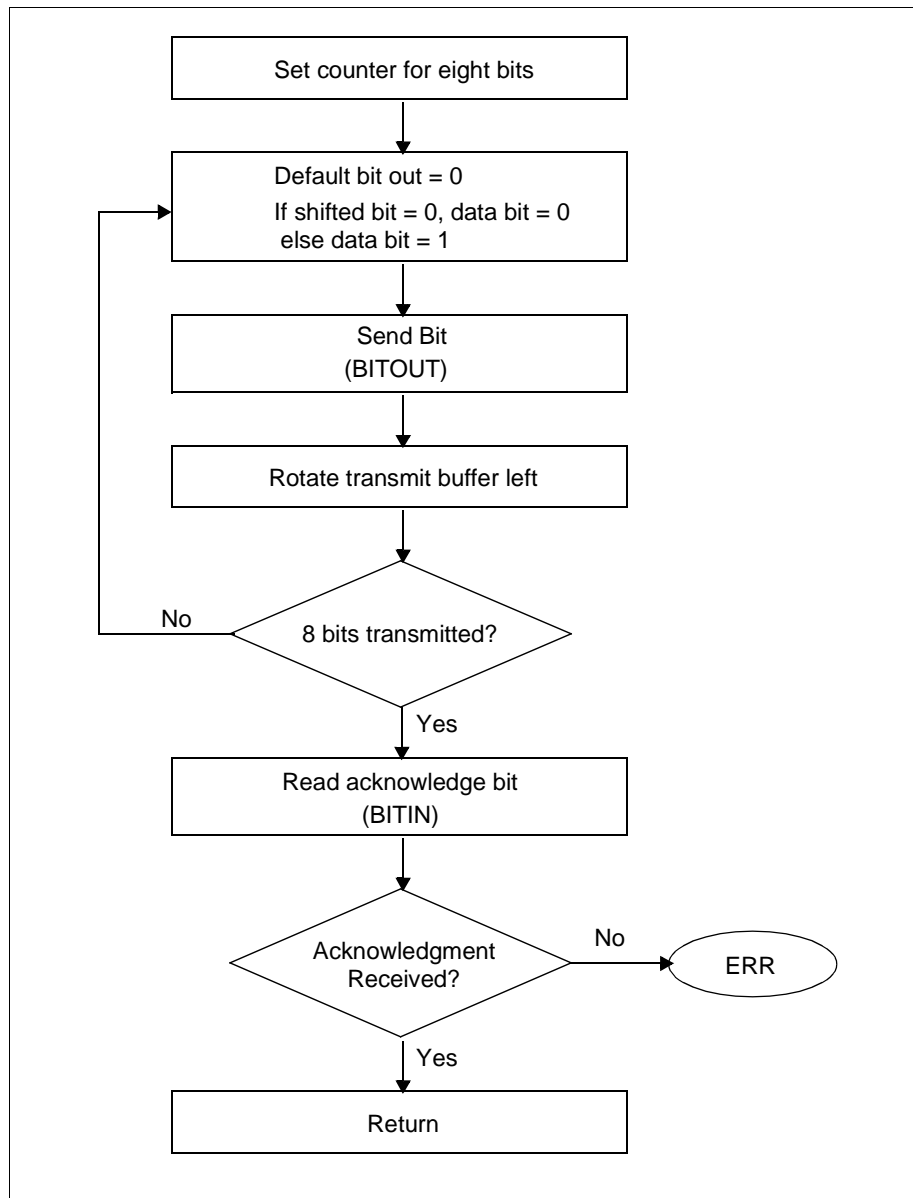 Set counter for eight bits
Default bit out = 0
If shifted bit = 0, data bit = 0
else data bit = 1
Send Bit
(BITOUT)
Rotate transmit buffer left
No
8 bits transmitted?
Yes
Read acknowledge bit
(BITIN)
No
Acknowledgment
Received?
ERR
Yes
Return